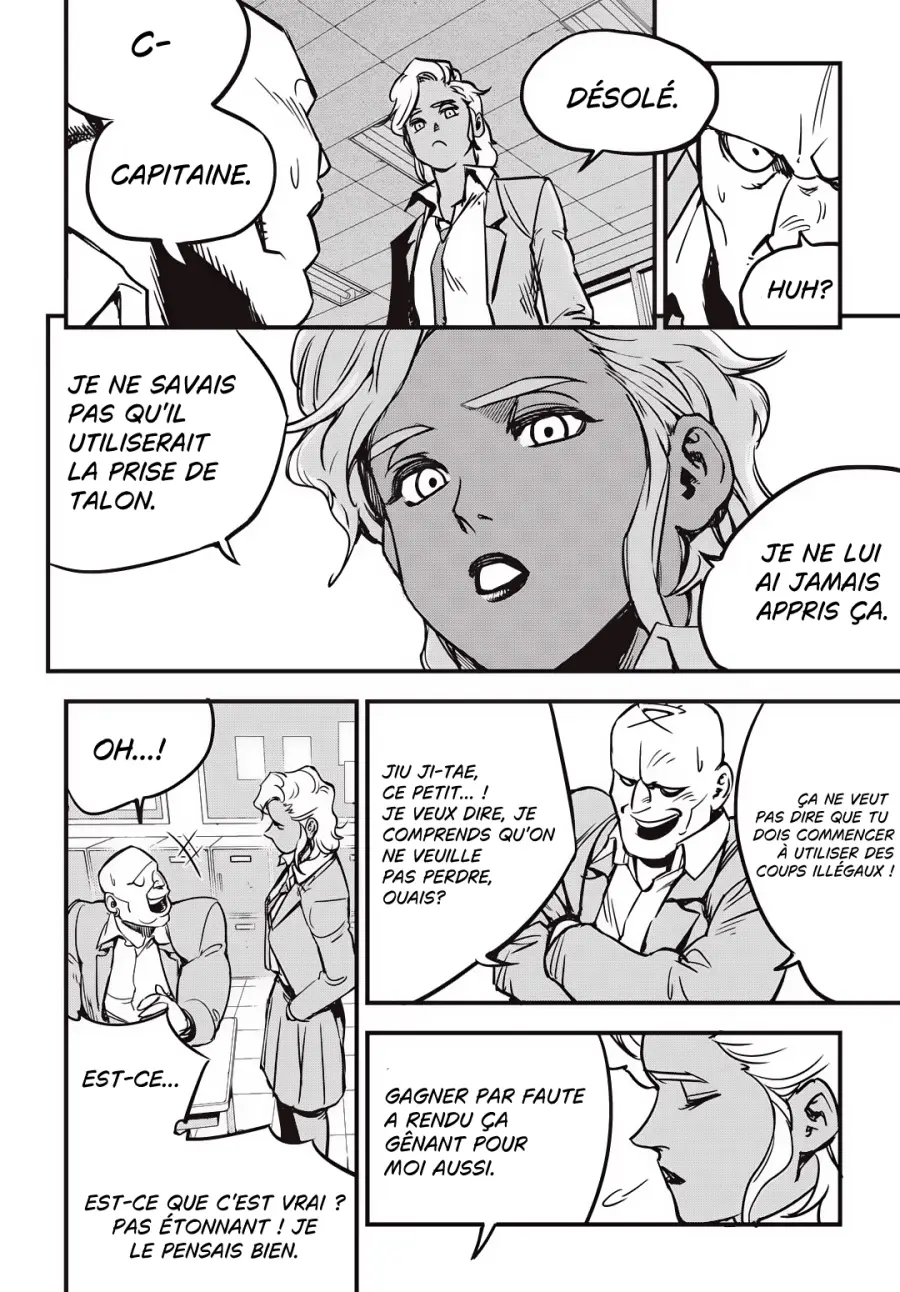 C-
CAPITAINE.
DÉSOLÉ.
HUH?
JE NE SAVAIS
PAS QU'IL
UTILISERAIT
LA PRISE DE
TALON.
JE NE LUI
AI JAMAIS
APPRIS ÇA.
OH...!
EST-CE...
EST-CE QUE C'EST VRAI ?
PAS ÉTONNANT ! JE
LE PENSAIS BIEN.
JIU JI-TAE,
CE PETIT... !
JE VEUX DIRE, JE
COMPRENDS QU'ON
NE VEUILLE
PAS PERDRE,
OUAIS?
ÇA NE VEUT
PAS DIRE QUE TU
DOIS COMMENCER
À UTILISER DES
COUPS ILLÉGAUX !
GAGNER PAR FAUTE
A RENDU ÇA
GÊNANT POUR
MOI AUSSI.